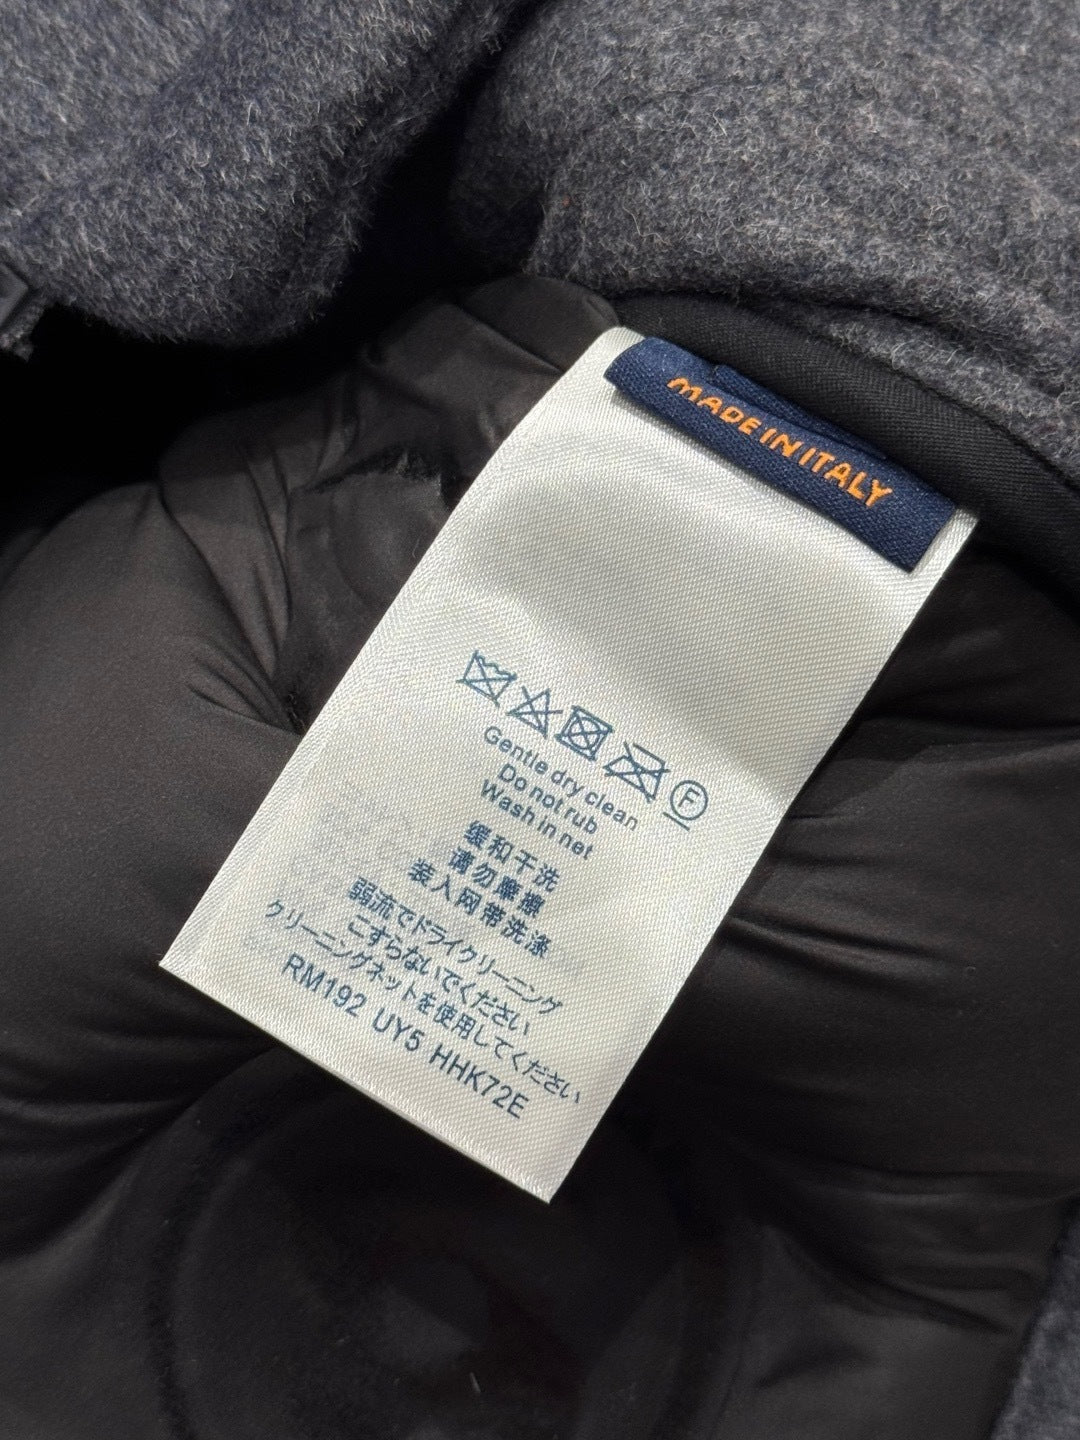 MADE IN ITALY
F
Gentle dry clean
Do not rub
Wash in net
缓和干洗
请勿摩擦
装入网带洗涤
弱流でドライクリーニング
こすらないでください
クリーニングネットを使用してください
RM192 UY5 HHK72E